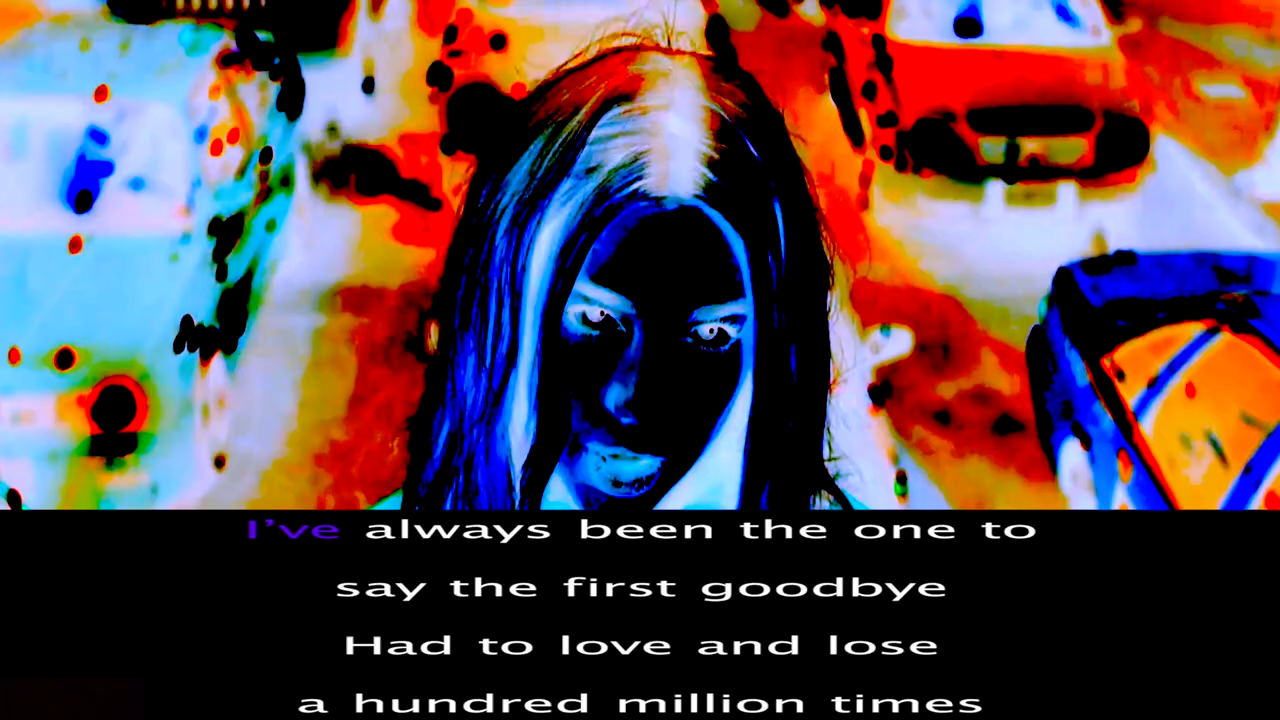 I've always been the one to
say the first goodbye
Had to love and lose
a hundred million times